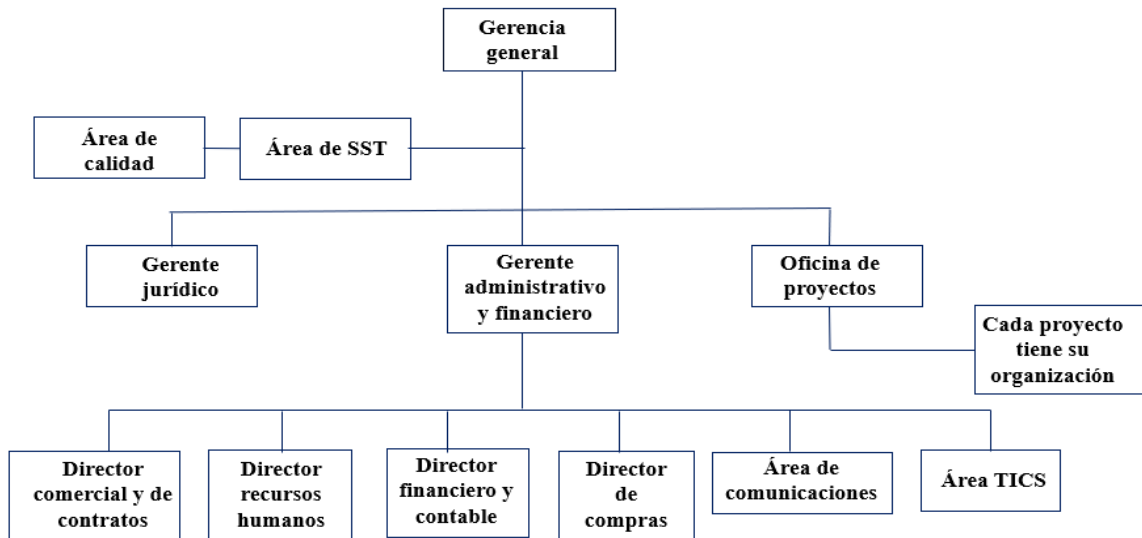 Gerencia
general
Área de
calidad
Área de SST
Gerente
jurídico
Gerente
administrativo
y financiero
Oficina de
proyectos
Cada proyecto
tiene su
organización
Director
comercial y de
contratos
Director
recursos
humanos
Director
financiero y
contable
Director
de
compras
Área de
comunicaciones
Área TICS